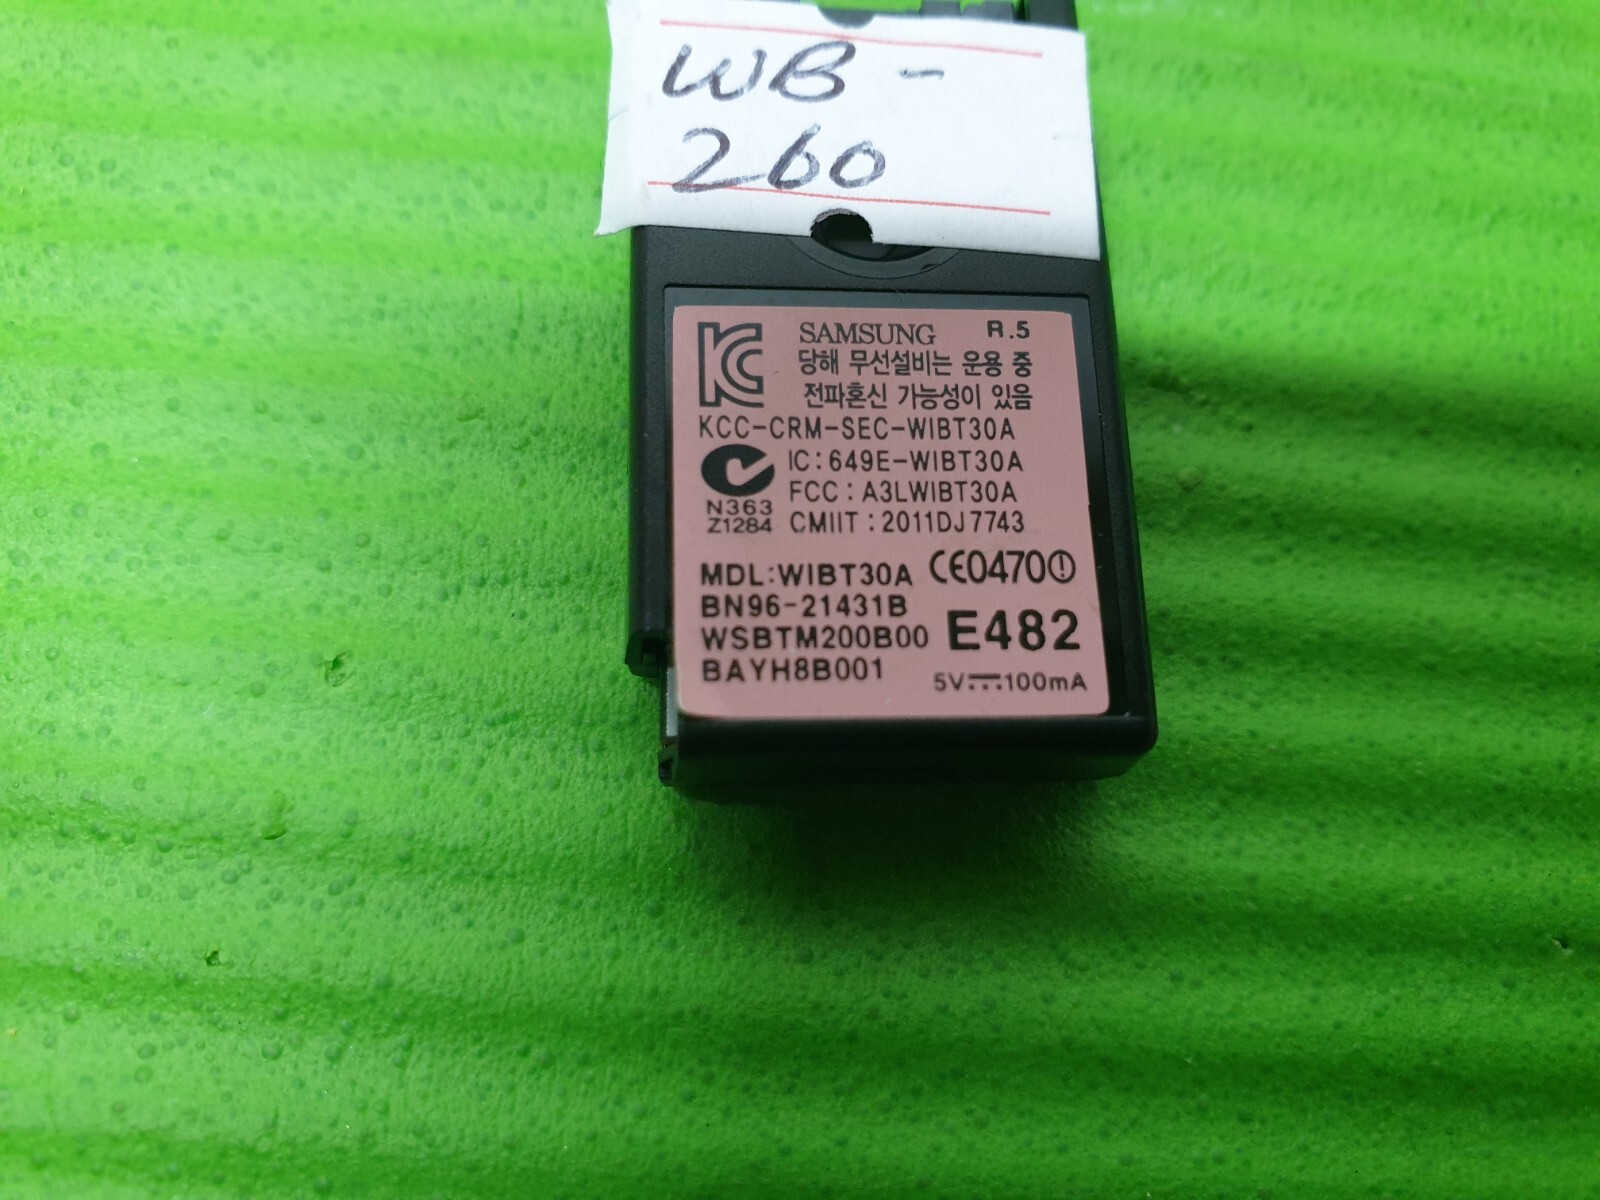 WB-
260
SAMSUNG R.5
당해 무선설비는 운용 중
전파혼신 가능성이 있음
KCC-CRM-SEC-WIBT30A
IC:649E-WIBT30A
FCC : A3LWIBT30A
N363
Z1284
CMIIT : 2011DJ7743
MDL:WIBT30A CE0470
BN96-21431B
WSBTM200B00 E482
BAYH8B001
5V⎓100mA